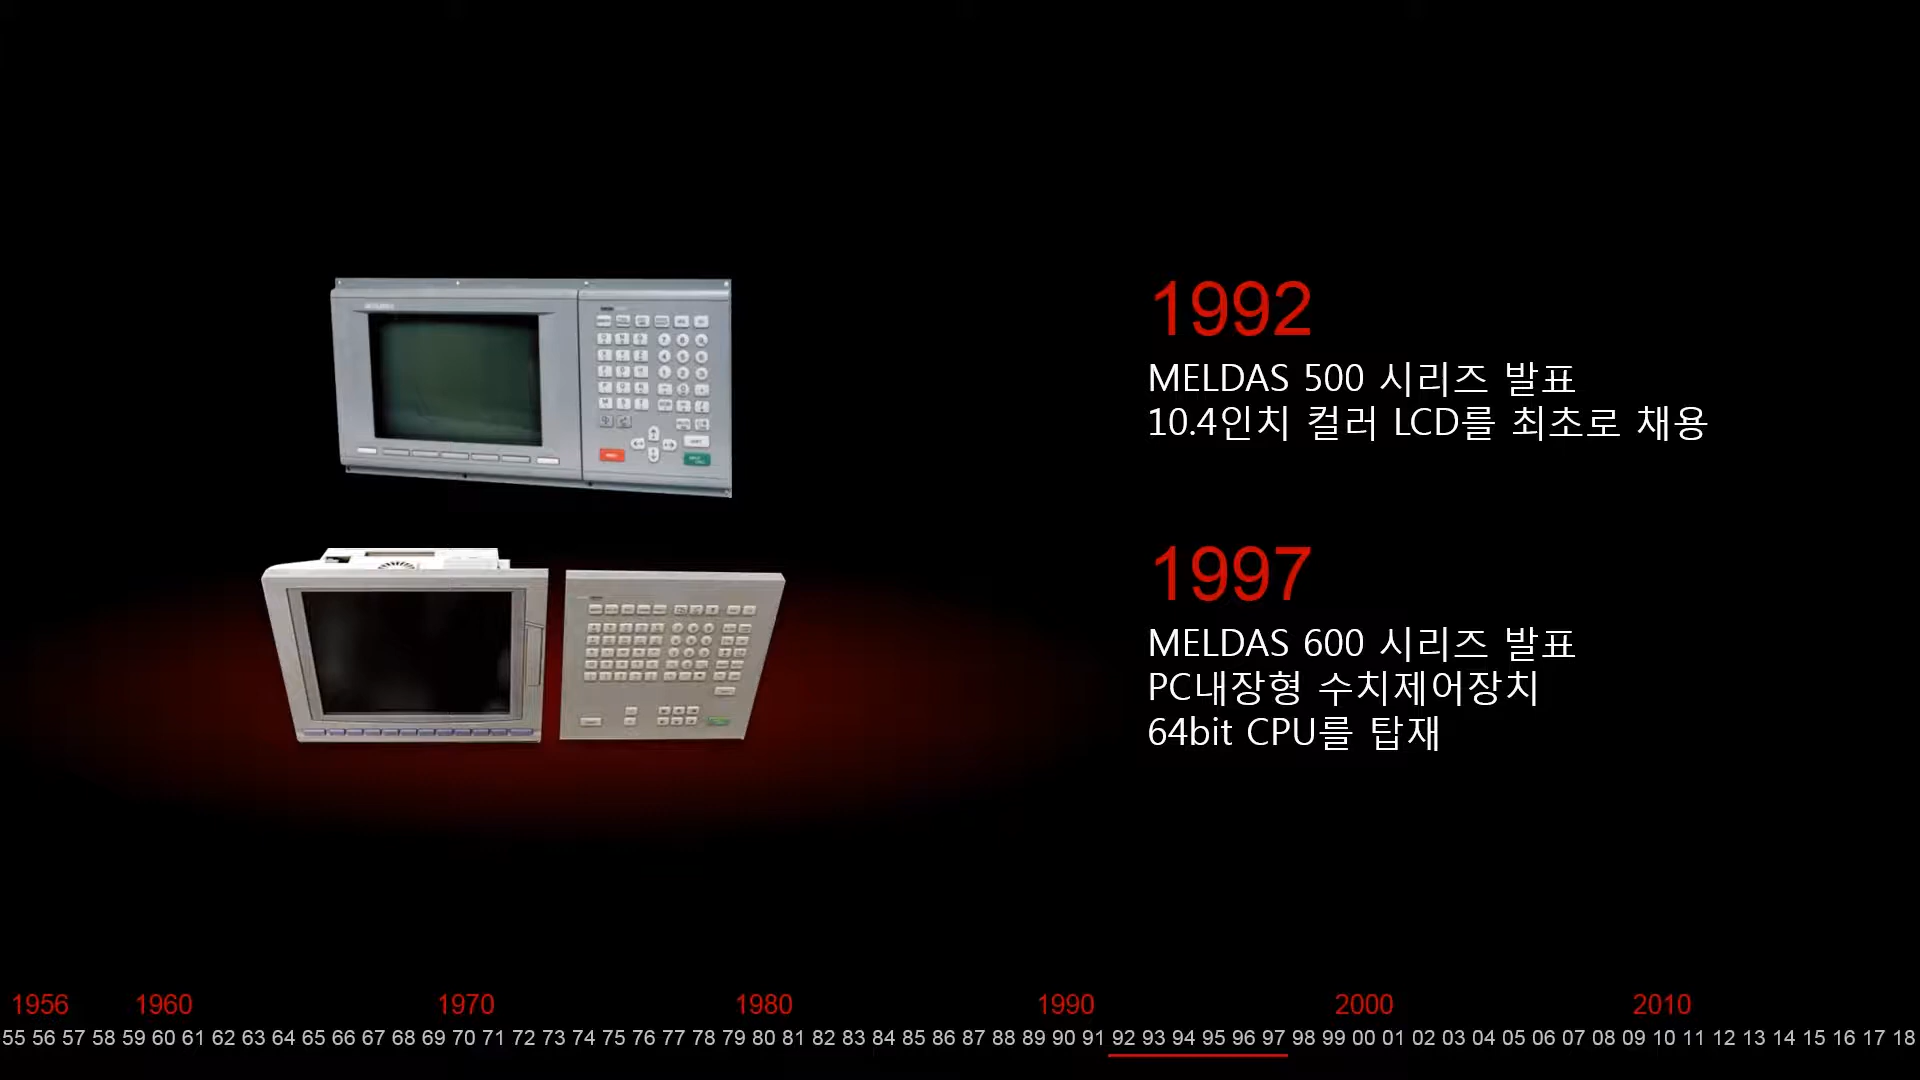 1992
MELDAS 500 시리즈 발표
10.4인치 컬러 LCD를 최초로 채용
1997
MELDAS 600 시리즈 발표
PC내장형 수치제어장치
64bit CPU를 탑재
1956 1960 1970 1980 1990 2000 2010
55 56 57 58 59 60 61 62 63 64 65 66 67 68 69 70 71 72 73 74 75 76 77 78 79 80 81 82 83 84 85 86 87 88 89 90 91 92 93 94 95 96 97 98 99 00 01 02 03 04 05 06 07 08 09 10 11 12 13 14 15 16 17 18